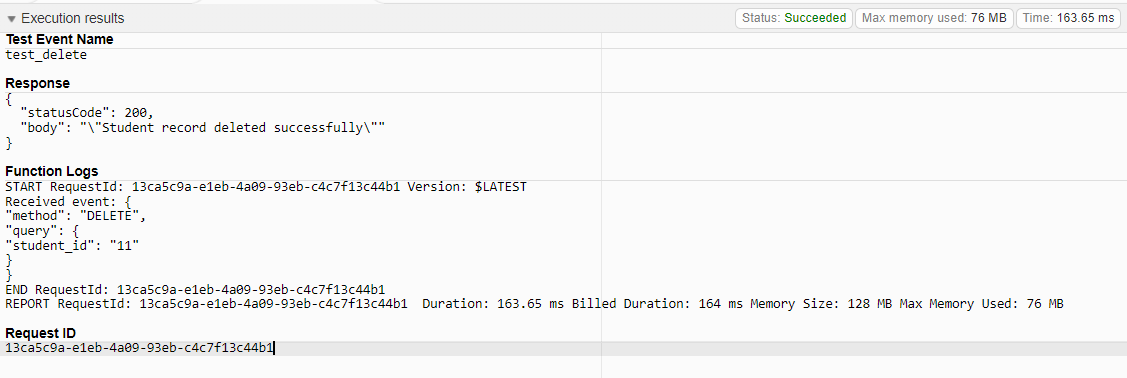 Execution results
Status: Succeeded Max memory used: 76 MB Time: 163.65 ms
Test Event Name
test_delete
Response
{
  "statusCode": 200,
  "body": "\"Student record deleted successfully\""
}
Function Logs
START RequestId: 13ca5c9a-e1eb-4a09-93eb-c4c7f13c44b1 Version: $LATEST
Received event: {
"method": "DELETE",
"query": {
"student_id": "11"
}
}
END RequestId: 13ca5c9a-e1eb-4a09-93eb-c4c7f13c44b1
REPORT RequestId: 13ca5c9a-e1eb-4a09-93eb-c4c7f13c44b1  Duration: 163.65 ms Billed Duration: 164 ms Memory Size: 128 MB Max Memory Used: 76 MB
Request ID
13ca5c9a-e1eb-4a09-93eb-c4c7f13c44b1